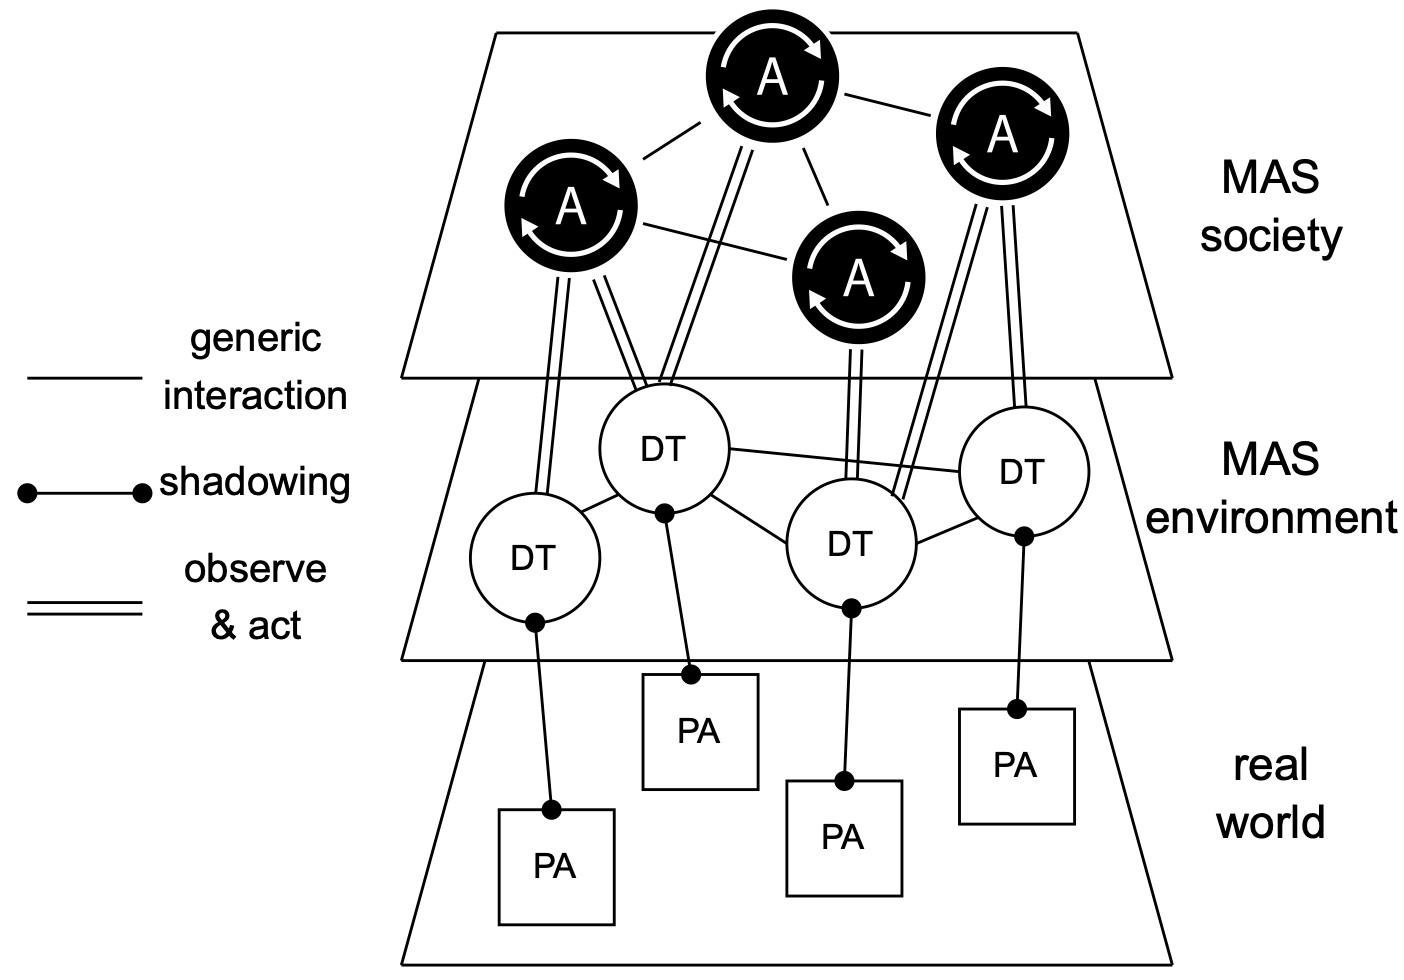 A
A
A
A
MAS
society
generic
interaction
shadowing
observe
& act
DT
DT
DT
DT
MAS
environment
PA
PA
PA
PA
real
world